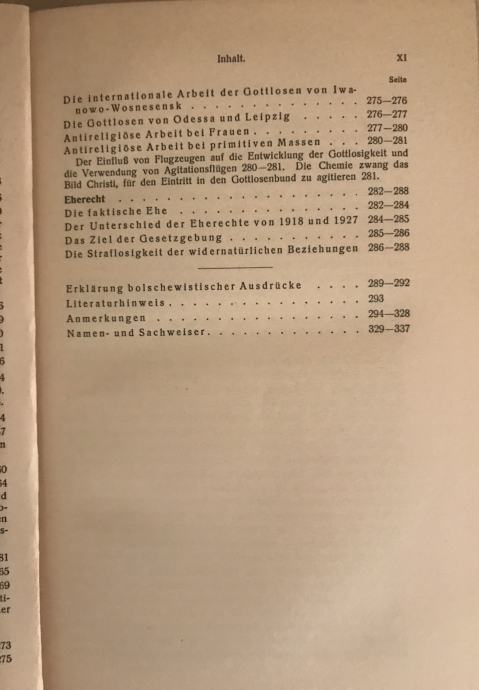 Inhalt. XI
Seite
Die internationale Arbeit der Gottlosen von Iwa-
nowo-Wosnesensk . . . . . . . . . . . . 275—276
Die Gottlosen von Odessa und Leipzig . . . . . 276—277
Antireligiöse Arbeit bei Frauen . . . . . . . . 277—280
Antireligiöse Arbeit bei primitiven Massen . . . 280—281
Der Einfluß von Flugzeugen auf die Entwicklung der Gottlosigkeit und
die Verwendung von Agitationsflügen 280—281. Die Chemie zwang das
Bild Christi, für den Eintritt in den Gottlosenbund zu agitieren 281.
Eherecht . . . . . . . . . . . . . . . . . 282—288
Die faktische Ehe . . . . . . . . . . . . . 282—284
Der Unterschied der Eherechte von 1918 und 1927 284—285
Das Ziel der Gesetzgebung . . . . . . . . . . 285—286
Die Straflosigkeit der widernatürlichen Beziehungen 286—288
Erklärung bolschewistischer Ausdrücke . . . . 289—292
Literaturhinweis . . . . . . . . . . . . . . 293
Anmerkungen . . . . . . . . . . . . . . . 294—328
Namen- und Sachweiser . . . . . . . . . . . 329—337